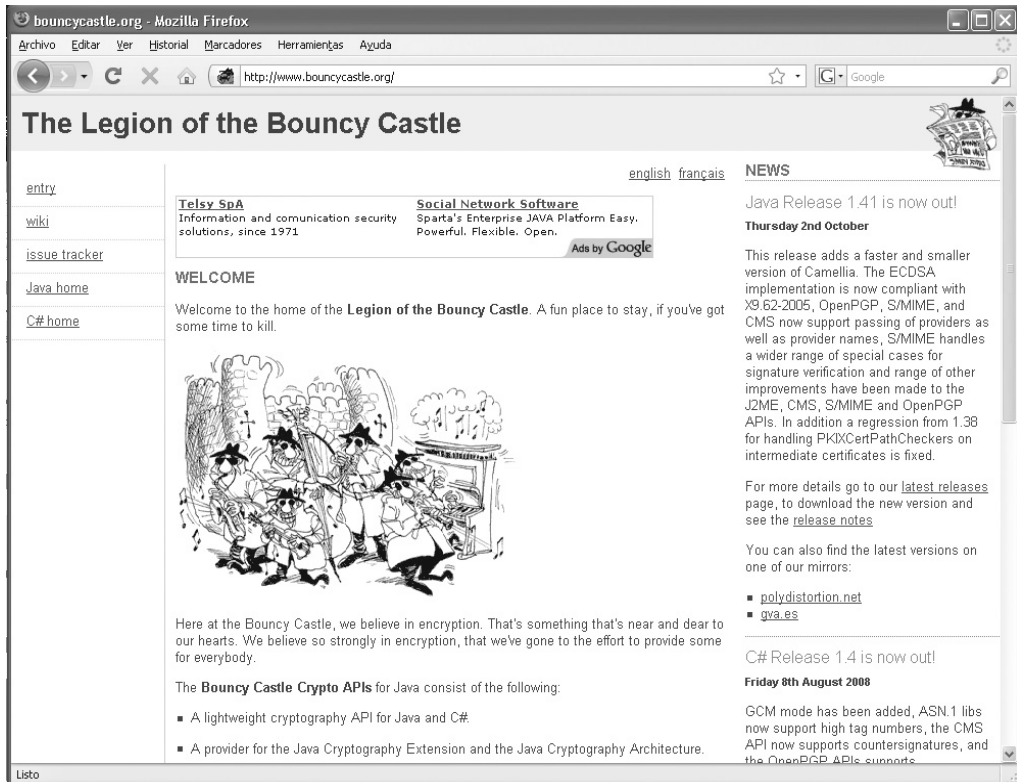 bouncycastle.org - Mozilla Firefox
Archivo Editar Ver Historial Marcadores Herramientas Ayuda
http://www.bouncycastle.org/
G Google
The Legion of the Bouncy Castle
entry
wiki
issue tracker
Java home
C# home
english français
Telsy SpA
Information and comunication security
solutions, since 1971
Social Network Software
Sparta's Enterprise JAVA Platform Easy.
Powerful. Flexible. Open.
Ads by Google
WELCOME
Welcome to the home of the Legion of the Bouncy Castle. A fun place to stay, if you've got
some time to kill.
Here at the Bouncy Castle, we believe in encryption. That's something that's near and dear to
our hearts. We believe so strongly in encryption, that we've gone to the effort to provide some
for everybody.
The Bouncy Castle Crypto APIs for Java consist of the following:
▪ A lightweight cryptography API for Java and C#.
▪ A provider for the Java Cryptography Extension and the Java Cryptography Architecture.
NEWS
Java Release 1.41 is now out!
Thursday 2nd October
This release adds a faster and smaller
version of Camellia. The ECDSA
implementation is now compliant with
X9.62-2005, OpenPGP, S/MIME, and
CMS now support passing of providers as
well as provider names, S/MIME handles
a wider range of special cases for
signature verification and range of other
improvements have been made to the
J2ME, CMS, S/MIME and OpenPGP
APIs. In addition a regression from 1.38
for handling PKIXCertPathCheckers on
intermediate certificates is fixed.
For more details go to our latest releases
page, to download the new version and
see the release notes
You can also find the latest versions on
one of our mirrors:
▪ polydistortion.net
▪ gva.es
C# Release 1.4 is now out!
Friday 8th August 2008
GCM mode has been added, ASN.1 libs
now support high tag numbers, the CMS
API now supports countersignatures, and
the OpenPGP APIs supports
Listo